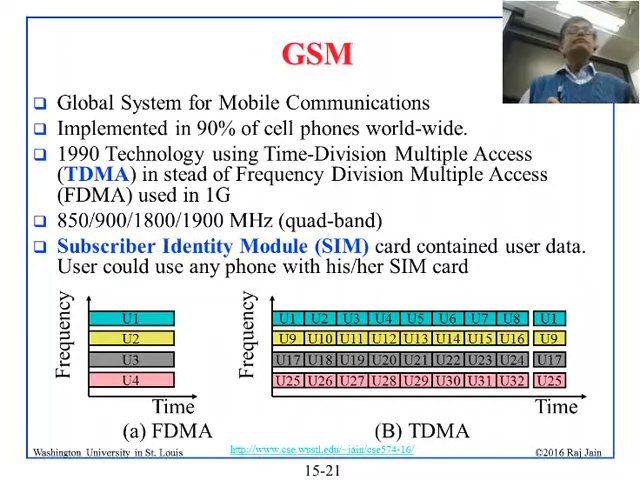 GSM
Global System for Mobile Communications
Implemented in 90% of cell phones world-wide.
1990 Technology using Time-Division Multiple Access
(TDMA) in stead of Frequency Division Multiple Access
(FDMA) used in 1G
850/900/1800/1900 MHz (quad-band)
Subscriber Identity Module (SIM) card contained user data.
User could use any phone with his/her SIM card
Frequency
U1
U2
U3
U4
Time
(a) FDMA
Frequency
U1 U2 U3 U4 U5 U6 U7 U8 U1
U9 U10 U11 U12 U13 U14 U15 U16 U9
U17 U18 U19 U20 U21 U22 U23 U24 U17
U25 U26 U27 U28 U29 U30 U31 U32 U25
Time
(B) TDMA
Washington University in St. Louis
http://www.cse.wustl.edu/~jain/cse574-16/
©2016 Raj Jain
15-21